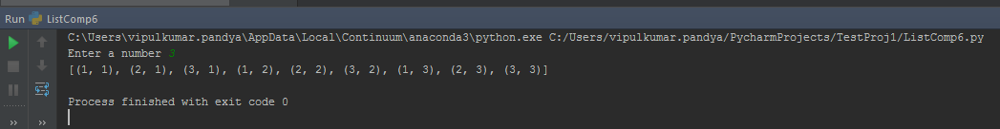 Run ListComp6
C:\Users\vipulkumar.pandya\AppData\Local\Continuum\anaconda3\python.exe C:/Users/vipulkumar.pandya/PycharmProjects/TestProj1/ListComp6.py
Enter a number 3
[(1, 1), (2, 1), (3, 1), (1, 2), (2, 2), (3, 2), (1, 3), (2, 3), (3, 3)]
Process finished with exit code 0